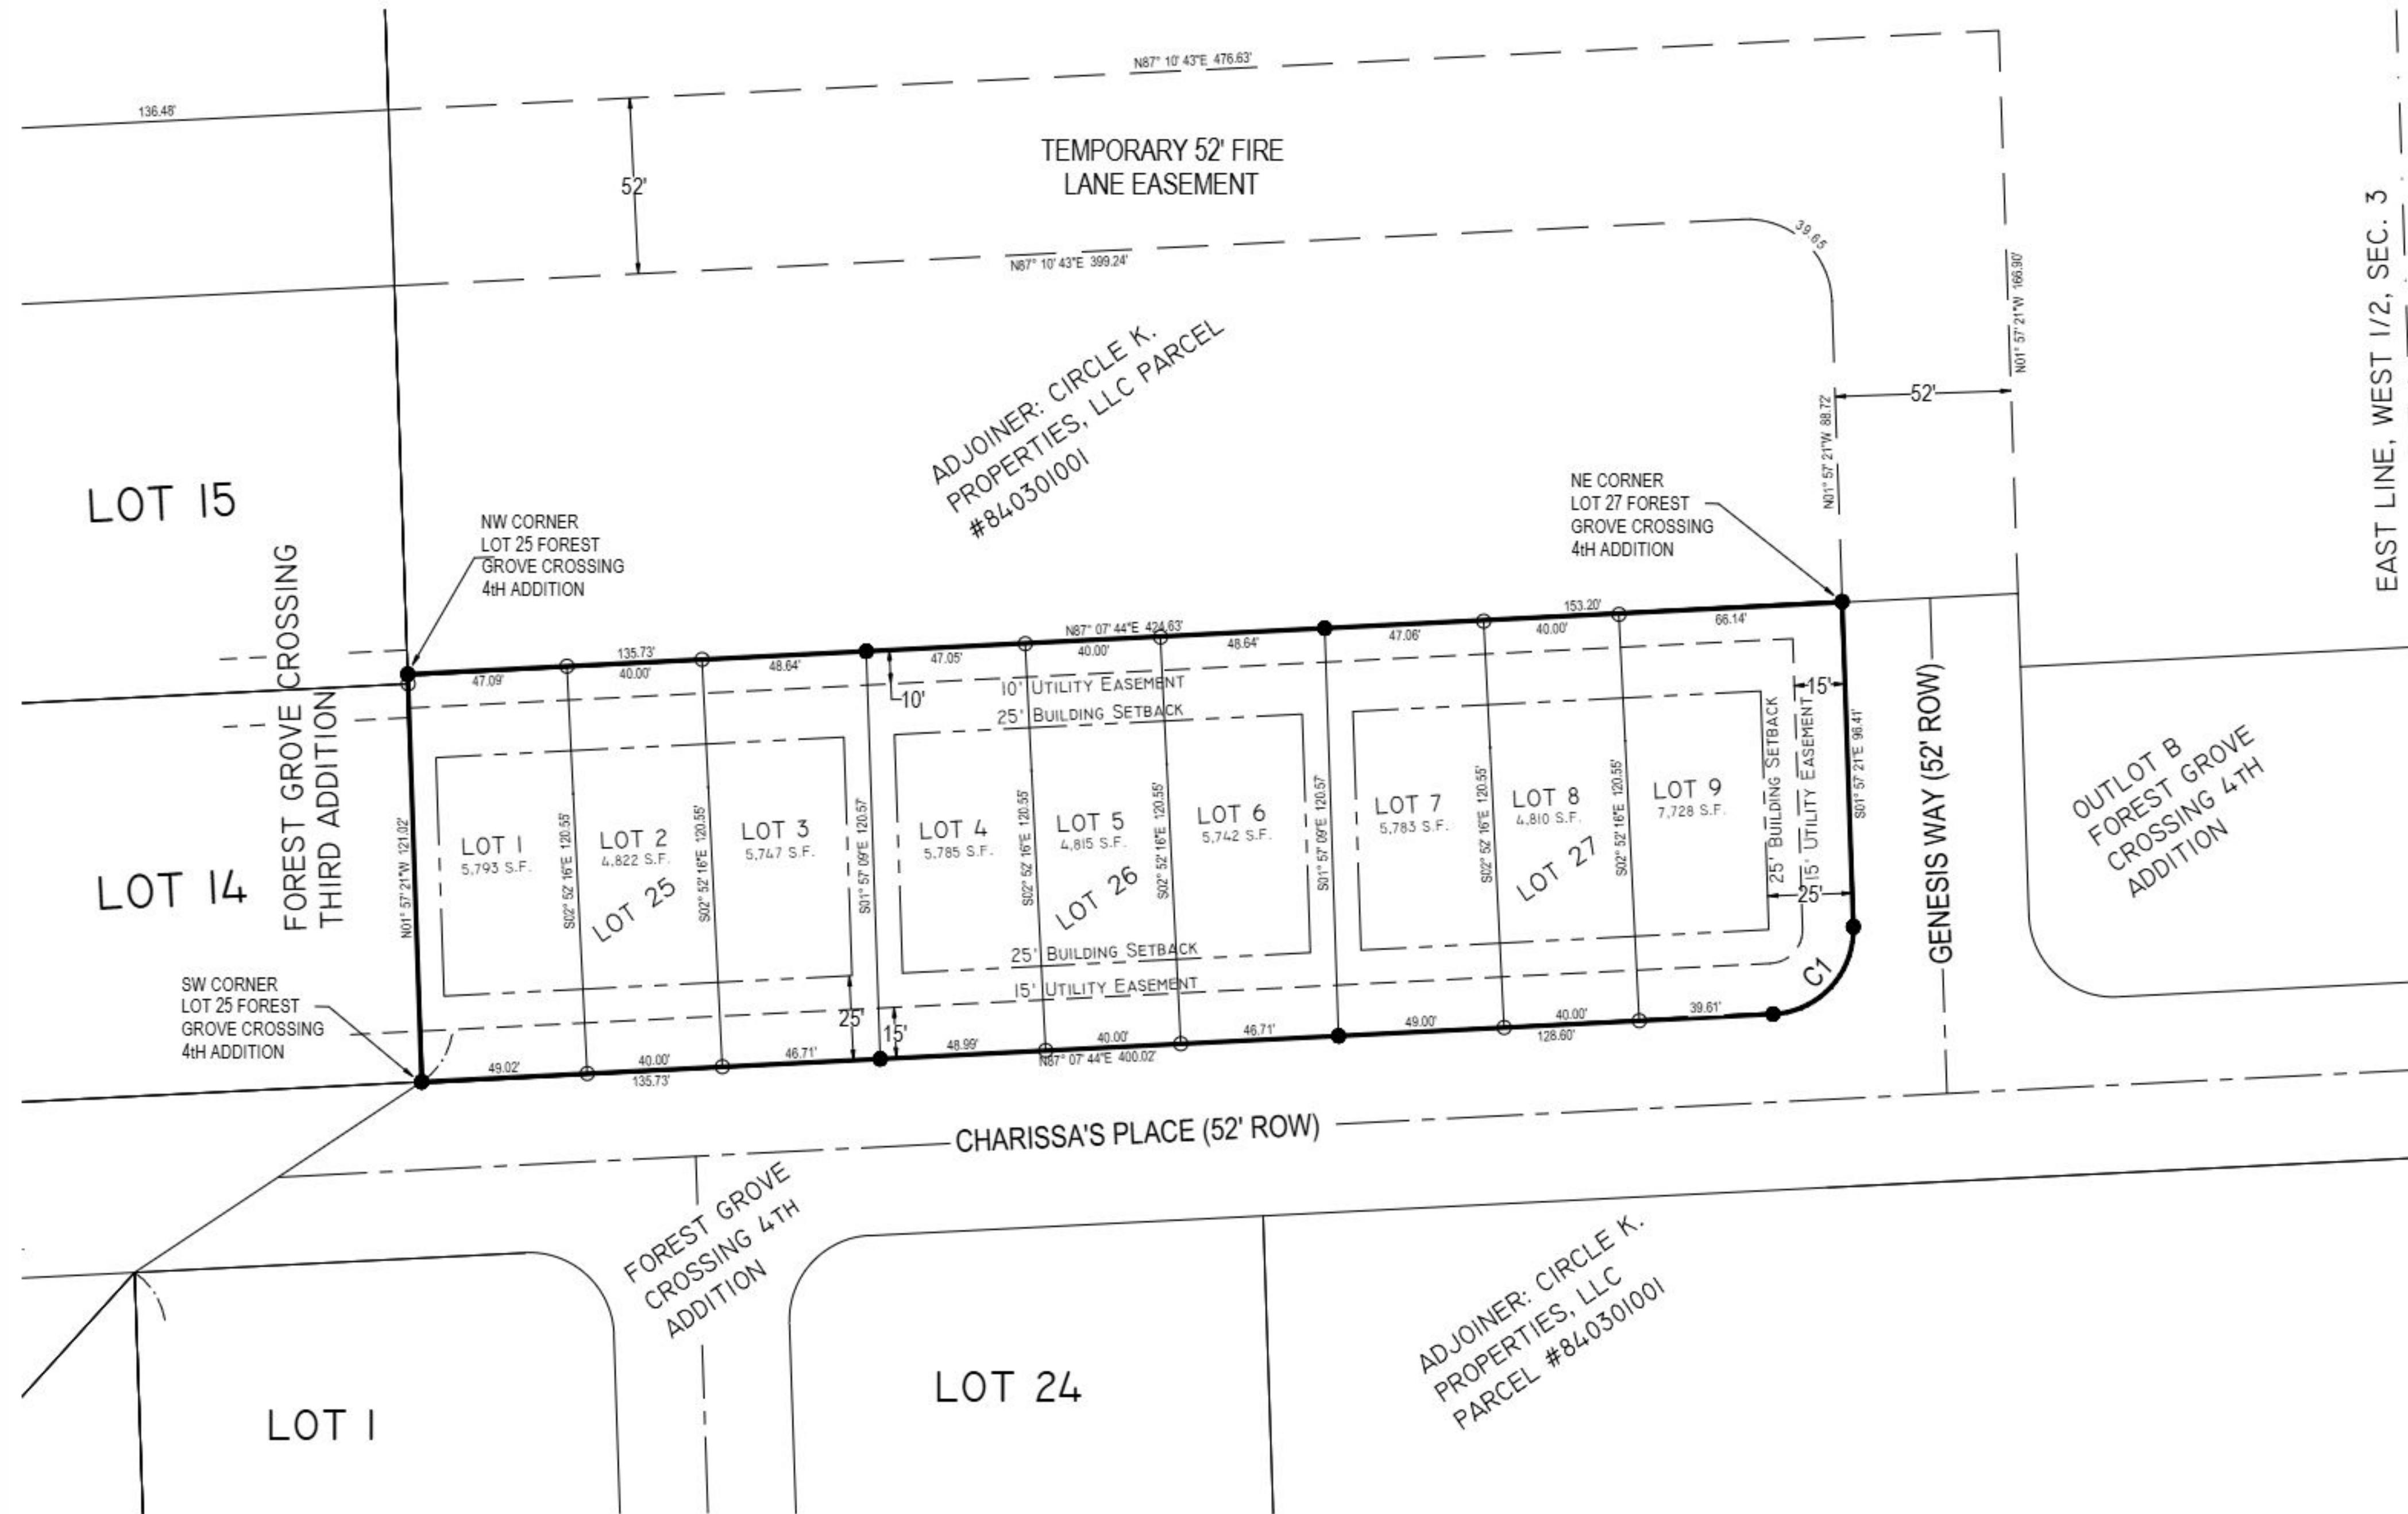 N87° 10' 43"E 476.63'
136.48'
TEMPORARY 52' FIRE
LANE EASEMENT
52'
39.65
N87° 10' 43"E 399.24'
N01° 57' 21"W 166.90'
EAST LINE, WEST 1/2, SEC. 3
ADJOINER: CIRCLE K.
PROPERTIES, LLC PARCEL
#840301001
52'
N01° 57' 21"W 88.72'
LOT 15
NW CORNER
LOT 25 FOREST
GROVE CROSSING
4tH ADDITION
NE CORNER
LOT 27 FOREST
GROVE CROSSING
4tH ADDITION
FOREST GROVE CROSSING
THIRD ADDITION
N87° 07' 44"E 424.63'
135.73'
153.20'
47.09'
40.00'
48.64'
47.05'
40.00'
48.64'
47.06'
40.00'
66.14'
10'
10' UTILITY EASEMENT
25' BUILDING SETBACK
15'
25' BUILDING SETBACK
15' UTILITY EASEMENT
S01° 57' 21"E 96.41'
GENESIS WAY (52' ROW)
OUTLOT B
FOREST GROVE
CROSSING 4TH
ADDITION
LOT 14
N01° 57' 21"W 121.02'
LOT 1
5,793 S.F.
S02° 52' 16"E 120.55'
LOT 2
4,822 S.F.
LOT 25
S02° 52' 16"E 120.55'
LOT 3
5,747 S.F.
S01° 57' 09"E 120.57'
LOT 4
5,785 S.F.
S02° 52' 16"E 120.55'
LOT 5
4,815 S.F.
LOT 26
S02° 52' 16"E 120.55'
LOT 6
5,742 S.F.
S01° 57' 09"E 120.57'
LOT 7
5,783 S.F.
S02° 52' 16"E 120.55'
LOT 8
4,810 S.F.
LOT 27
S02° 52' 16"E 120.55'
LOT 9
7,728 S.F.
25'
25' BUILDING SETBACK
15' UTILITY EASEMENT
C1
SW CORNER
LOT 25 FOREST
GROVE CROSSING
4tH ADDITION
25'
15'
49.02'
40.00'
46.71'
48.99'
40.00'
46.71'
49.00'
40.00'
39.61'
135.73'
N87° 07' 44"E 400.02'
128.60'
CHARISSA'S PLACE (52' ROW)
FOREST GROVE
CROSSING 4TH
ADDITION
ADJOINER: CIRCLE K.
PROPERTIES, LLC
PARCEL #840301001
LOT 24
LOT 1